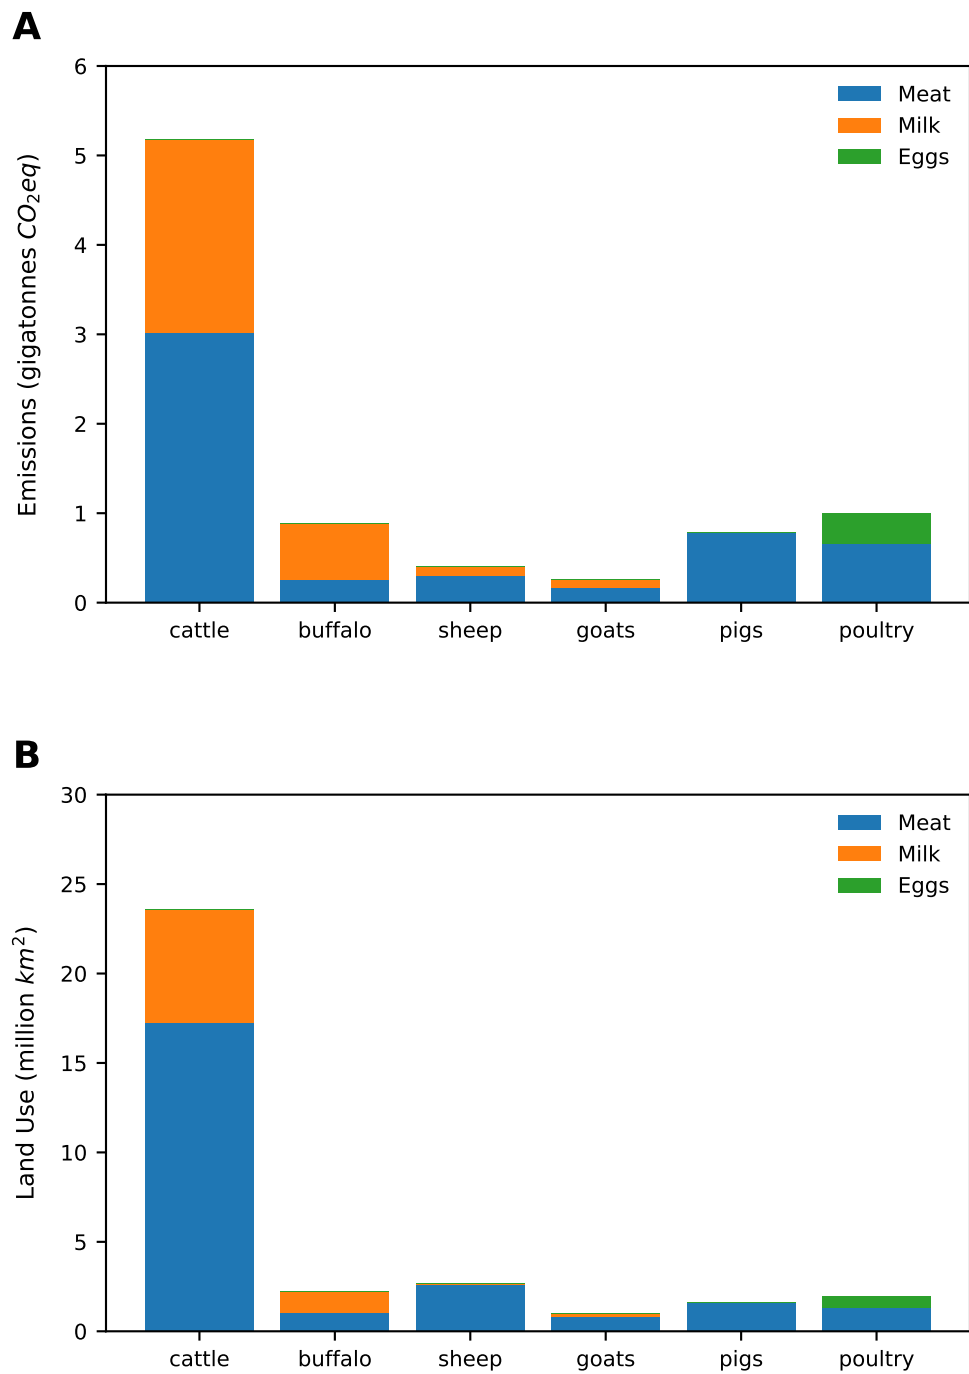 A
Emissions (gigatonnes CO₂eq)
6
5
4
3
2
1
0
Meat
Milk
Eggs
cattle buffalo sheep goats pigs poultry
B
Land Use (million km²)
30
25
20
15
10
5
0
Meat
Milk
Eggs
cattle buffalo sheep goats pigs poultry